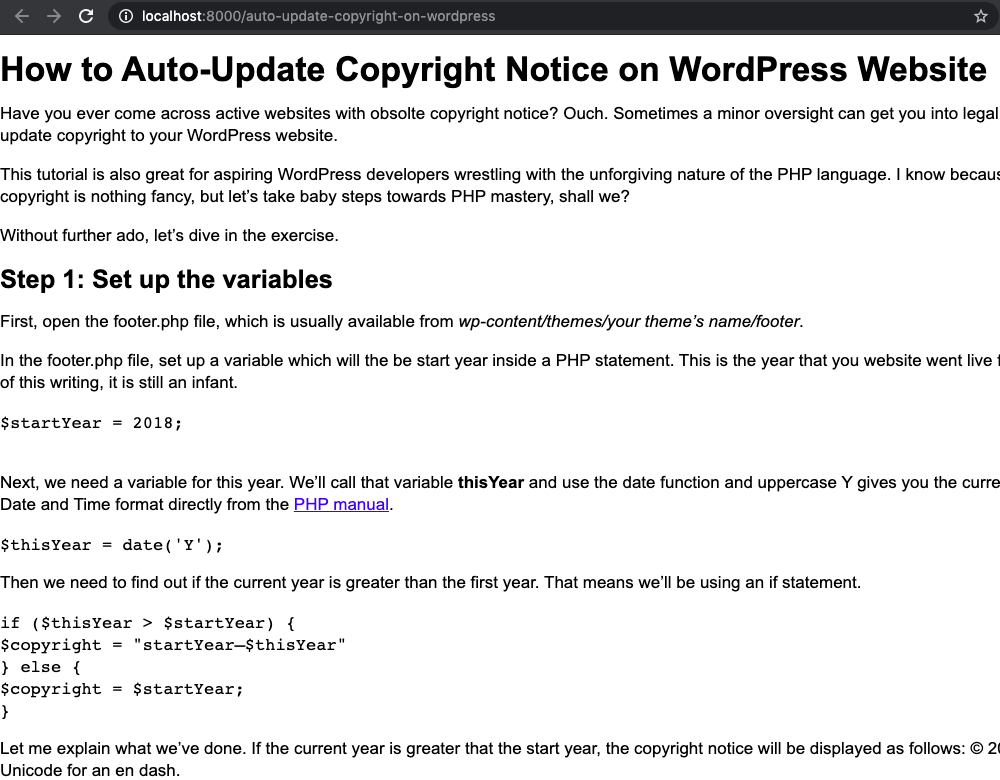 localhost:8000/auto-update-copyright-on-wordpress
How to Auto-Update Copyright Notice on WordPress Website
Have you ever come across active websites with obsolte copyright notice? Ouch. Sometimes a minor oversight can get you into legal
update copyright to your WordPress website.
This tutorial is also great for aspiring WordPress developers wrestling with the unforgiving nature of the PHP language. I know becaus
copyright is nothing fancy, but let’s take baby steps towards PHP mastery, shall we?
Without further ado, let’s dive in the exercise.
Step 1: Set up the variables
First, open the footer.php file, which is usually available from wp-content/themes/your theme’s name/footer.
In the footer.php file, set up a variable which will the be start year inside a PHP statement. This is the year that you website went live f
of this writing, it is still an infant.
$startYear = 2018;
Next, we need a variable for this year. We’ll call that variable thisYear and use the date function and uppercase Y gives you the curre
Date and Time format directly from the PHP manual.
$thisYear = date('Y');
Then we need to find out if the current year is greater than the first year. That means we’ll be using an if statement.
if ($thisYear > $startYear) {
$copyright = "startYear–$thisYear"
} else {
$copyright = $startYear;
}
Let me explain what we’ve done. If the current year is greater that the start year, the copyright notice will be displayed as follows: © 20
Unicode for an en dash.